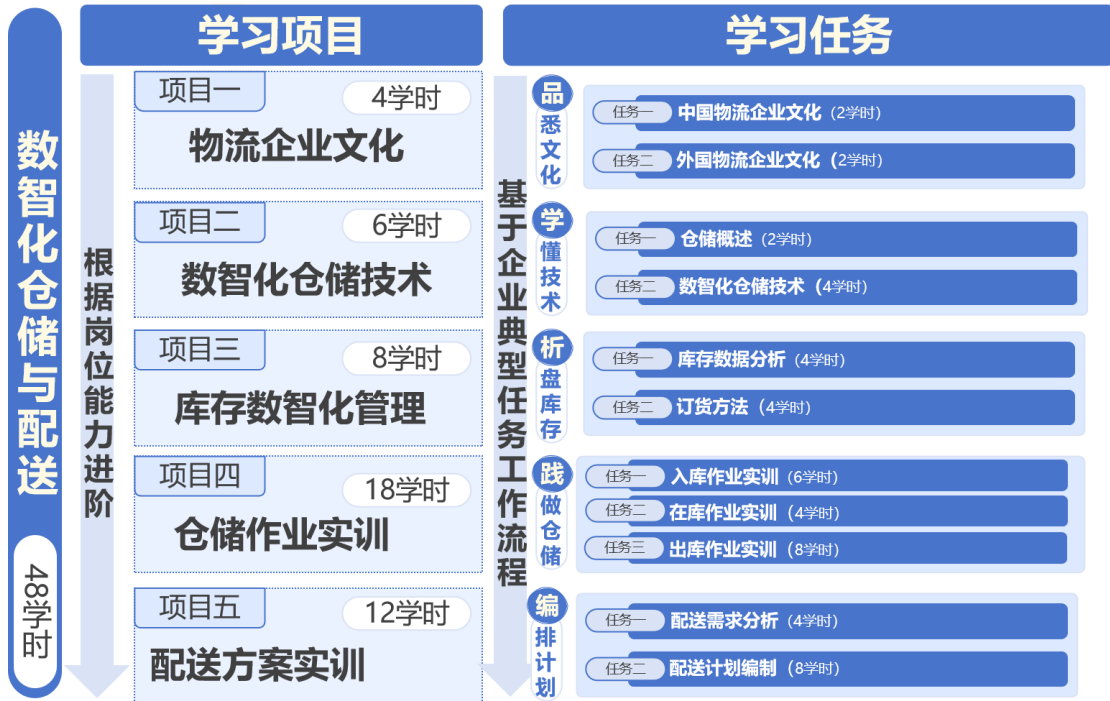 数智化仓储与配送
48学时
学习项目
学习任务
根据岗位能力进阶
基于企业典型任务工作流程
项目一
4学时
物流企业文化
品悉文化
任务一
中国物流企业文化（2学时）
任务二
外国物流企业文化（2学时）
项目二
6学时
数智化仓储技术
学懂技术
任务一
仓储概述（2学时）
任务二
数智化仓储技术（4学时）
项目三
8学时
库存数智化管理
析盘库存
任务一
库存数据分析（4学时）
任务二
订货方法（4学时）
项目四
18学时
仓储作业实训
践做仓储
任务一
入库作业实训（6学时）
任务二
在库作业实训（4学时）
任务三
出库作业实训（8学时）
项目五
12学时
配送方案实训
编排计划
任务一
配送需求分析（4学时）
任务二
配送计划编制（8学时）